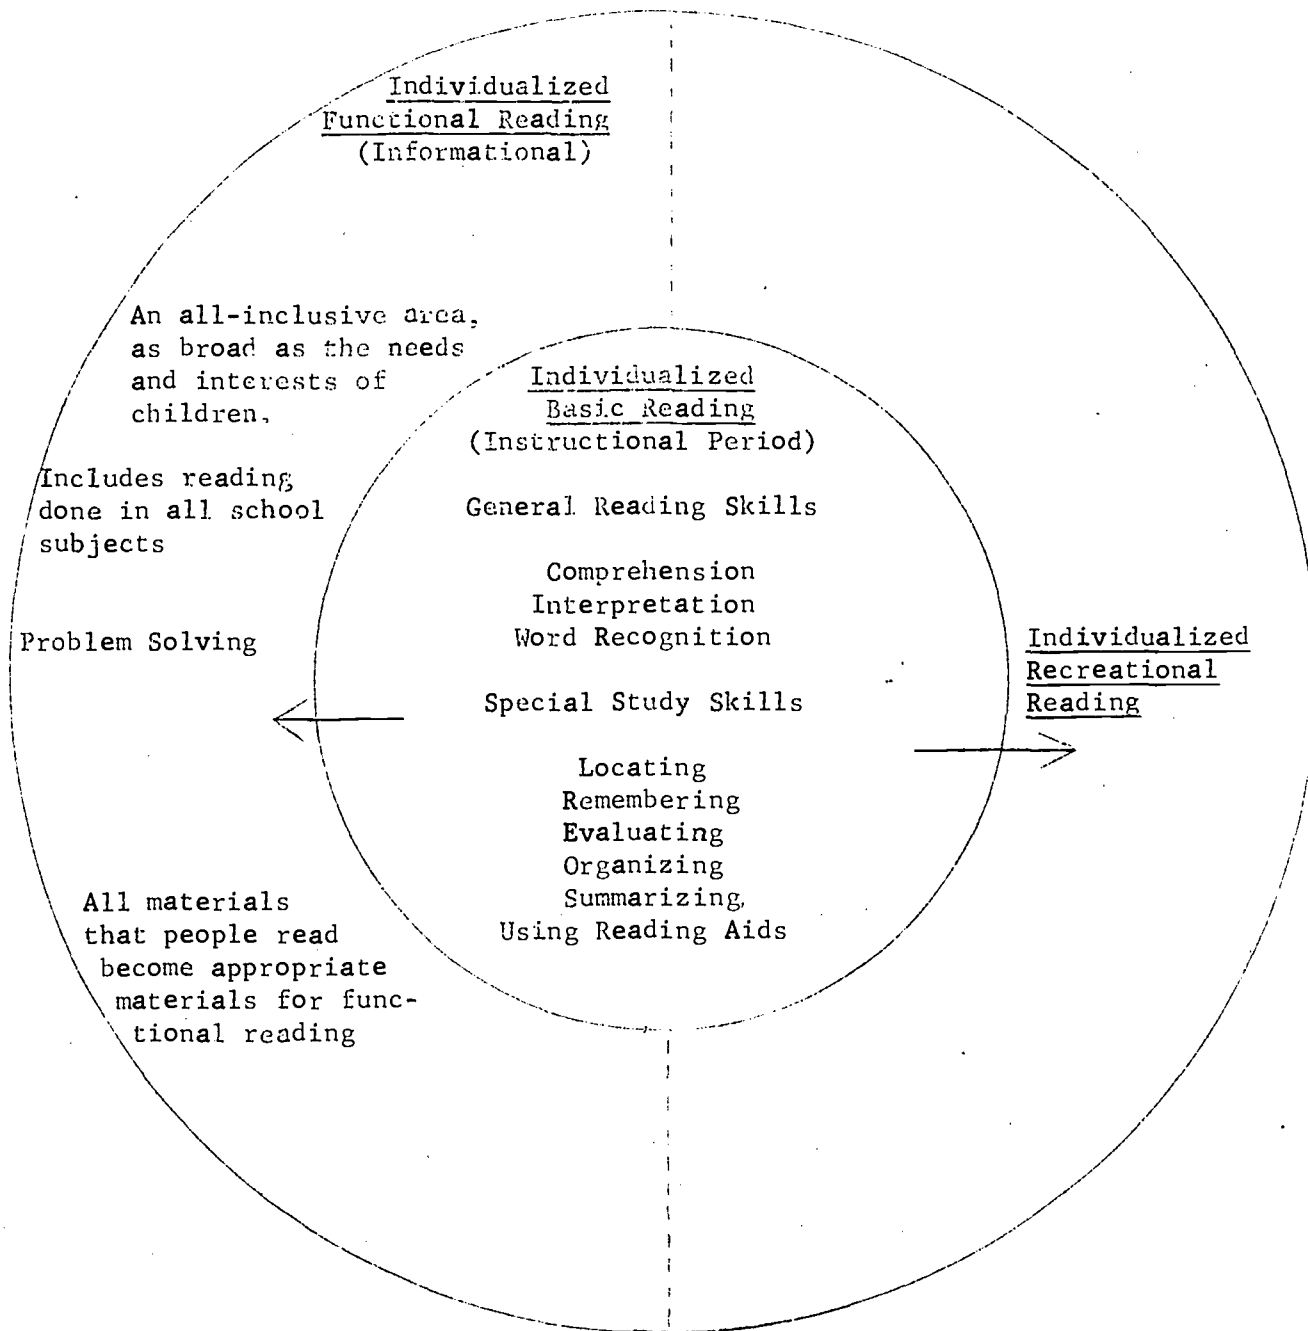 Individualized
Functional Reading
(Informational)
An all-inclusive area,
as broad as the needs
and interests of
children,
Includes reading
done in all school
subjects
Problem Solving
All materials
that people read
become appropriate
materials for func-
tional reading
Individualized
Basic Reading
(Instructional Period)
General Reading Skills
Comprehension
Interpretation
Word Recognition
Special Study Skills
Locating
Remembering
Evaluating
Organizing
Summarizing,
Using Reading Aids
Individualized
Recreational
Reading